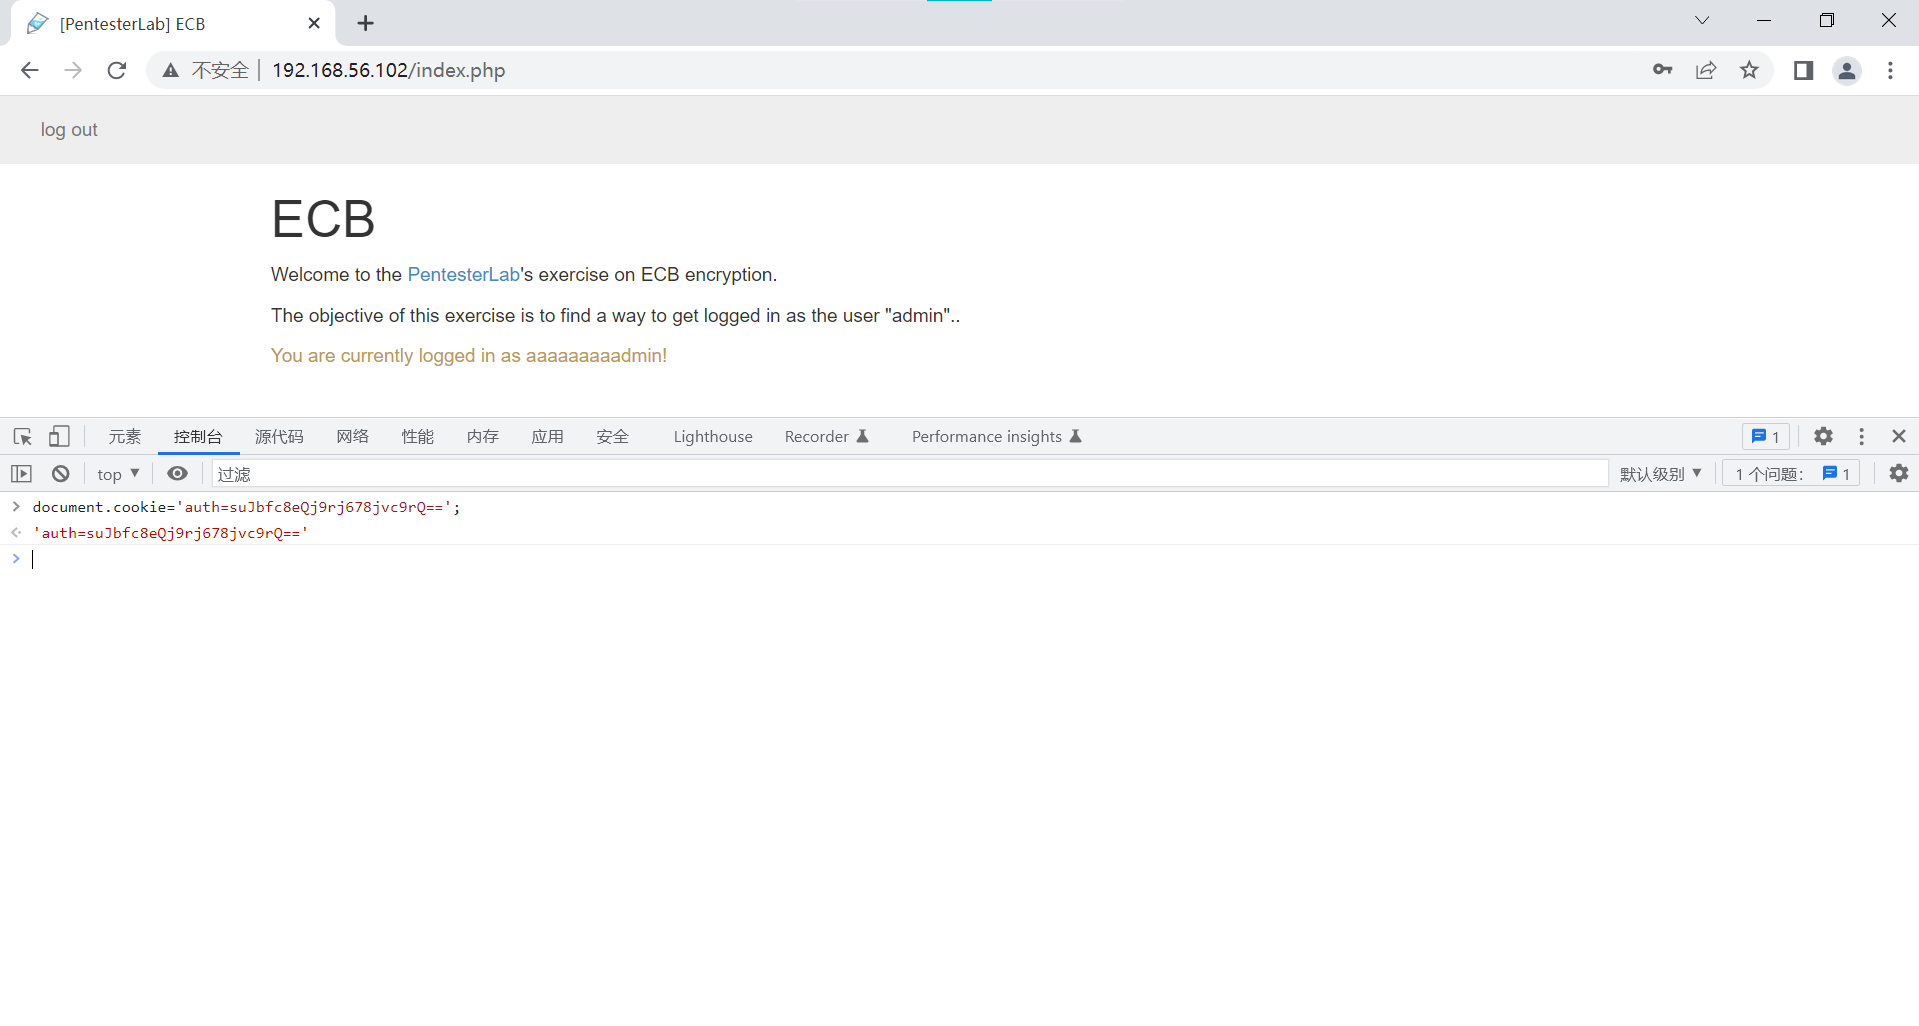 [PentesterLab] ECB
不安全 192.168.56.102/index.php
log out
ECB
Welcome to the PentesterLab's exercise on ECB encryption.
The objective of this exercise is to find a way to get logged in as the user "admin"..
You are currently logged in as aaaaaaaaadmin!
元素 控制台 源代码 网络 性能 内存 应用 安全 Lighthouse Recorder Performance insights 1
top 过滤 默认级别 1 个问题： 1
document.cookie='auth=suJbfc8eQj9rj678jvc9rQ==';
'auth=suJbfc8eQj9rj678jvc9rQ=='